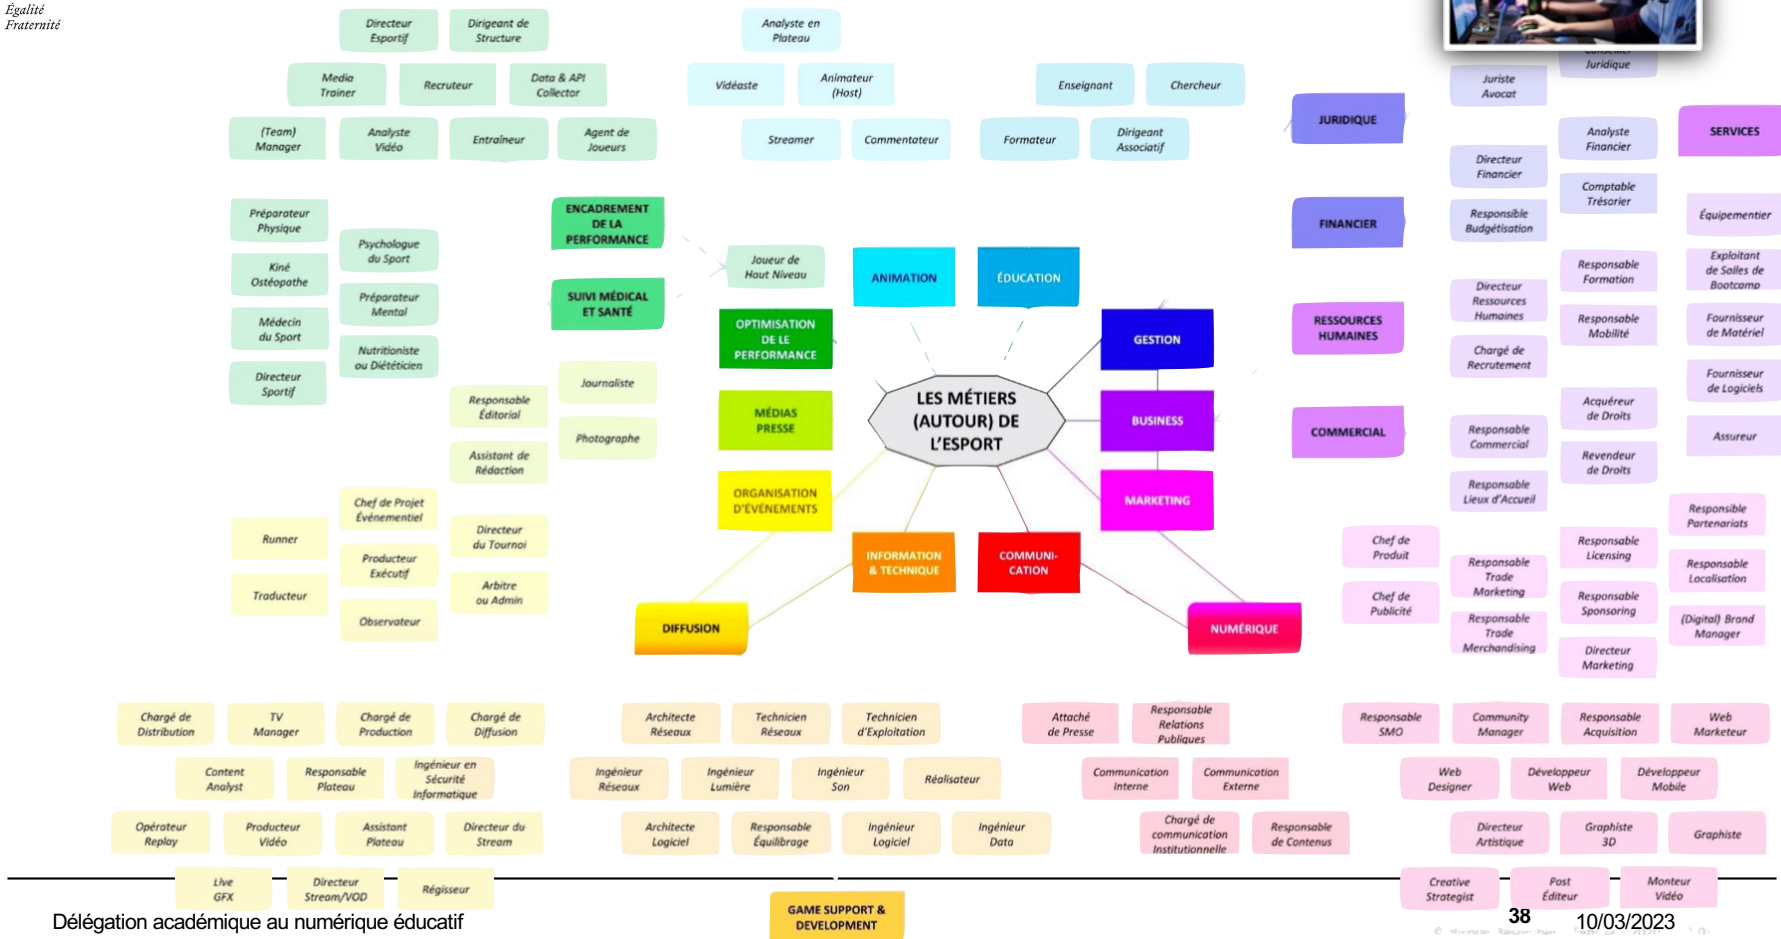 Égalité
Fraternité
Directeur
Esportif
Dirigeant de
Structure
Analyste en
Plateau
Media
Trainer
Recruteur
Data & API
Collector
Vidéaste
Animateur
(Host)
Enseignant
Chercheur
Juriste
Avocat
Juridique
(Team)
Manager
Analyste
Vidéo
Entraîneur
Agent de
Joueurs
Streamer
Commentateur
Formateur
Dirigeant
Associatif
JURIDIQUE
Analyste
Financier
SERVICES
Directeur
Financier
Comptable
Trésorier
Préparateur
Physique
Psychologue
du Sport
ENCADREMENT
DE LA
PERFORMANCE
FINANCIER
Responsible
Budgétisation
Équipementier
Kiné
Ostéopathe
Préparateur
Mental
SUIVI MÉDICAL
ET SANTÉ
Joueur de
Haut Niveau
ANIMATION
ÉDUCATION
Directeur
Ressources
Humaines
Responsable
Formation
Exploitant
de Salles de
Bootcamp
Médecin
du Sport
Nutritioniste
ou Diététicien
OPTIMISATION
DE LE
PERFORMANCE
GESTION
RESSOURCES
HUMAINES
Chargé de
Recrutement
Responsable
Mobilité
Fournisseur
de Matériel
Directeur
Sportif
Responsable
Éditorial
Journaliste
MÉDIAS
PRESSE
LES MÉTIERS
(AUTOUR) DE
L'ESPORT
BUSINESS
COMMERCIAL
Responsable
Commercial
Acquéreur
de Droits
Fournisseur
de Logiciels
Assistant de
Rédaction
Photographe
Revendeur
de Droits
Assureur
ORGANISATION
D'ÉVÉNEMENTS
MARKETING
Responsable
Lieux d'Accueil
Runner
Chef de Projet
Événementiel
Directeur
du Tournoi
INFORMATION
& TECHNIQUE
COMMUNI-
CATION
Chef de
Produit
Responsable
Trade
Marketing
Responsable
Licensing
Responsible
Partenariats
Traducteur
Producteur
Exécutif
Arbitre
ou Admin
Chef de
Publicité
Responsable
Trade
Merchandising
Responsable
Sponsoring
Responsable
Localisation
Observateur
DIFFUSION
NUMÉRIQUE
Directeur
Marketing
(Digital) Brand
Manager
Chargé de
Distribution
TV
Manager
Chargé de
Production
Chargé de
Diffusion
Architecte
Réseaux
Technicien
Réseaux
Technicien
d'Exploitation
Attaché
de Presse
Responsable
Relations
Publiques
Responsable
SMO
Community
Manager
Responsable
Acquisition
Web
Marketeur
Content
Analyst
Responsable
Plateau
Ingénieur en
Sécurité
Informatique
Ingénieur
Réseaux
Ingénieur
Lumière
Ingénieur
Son
Réalisateur
Communication
Interne
Communication
Externe
Web
Designer
Développeur
Web
Développeur
Mobile
Opérateur
Replay
Producteur
Vidéo
Assistant
Plateau
Directeur du
Stream
Architecte
Logiciel
Responsable
Équilibrage
Ingénieur
Logiciel
Ingénieur
Data
Chargé de
communication
Institutionnelle
Responsable
de Contenus
Directeur
Artistique
Graphiste
3D
Graphiste
Live
GFX
Directeur
Stream/VOD
Régisseur
GAME SUPPORT &
DEVELOPMENT
Creative
Strategist
Post
Éditeur
Monteur
Vidéo
Délégation académique au numérique éducatif
38
10/03/2023